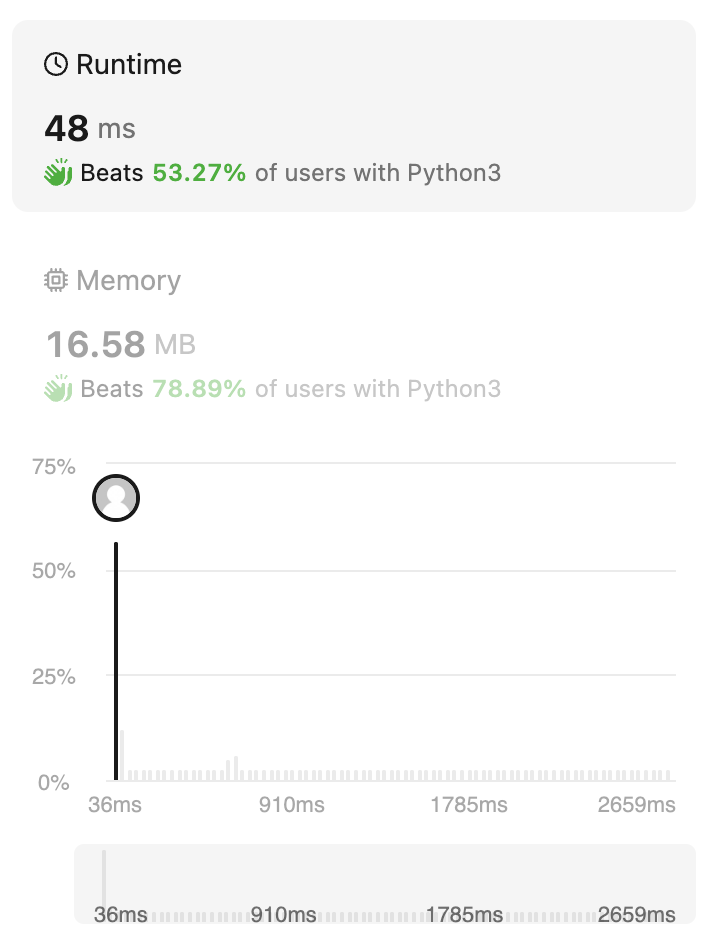 Runtime
48 ms
Beats 53.27% of users with Python3
Memory
16.58 MB
Beats 78.89% of users with Python3
75%
50%
25%
0%
36ms 910ms 1785ms 2659ms
36ms 910ms 1785ms 2659ms